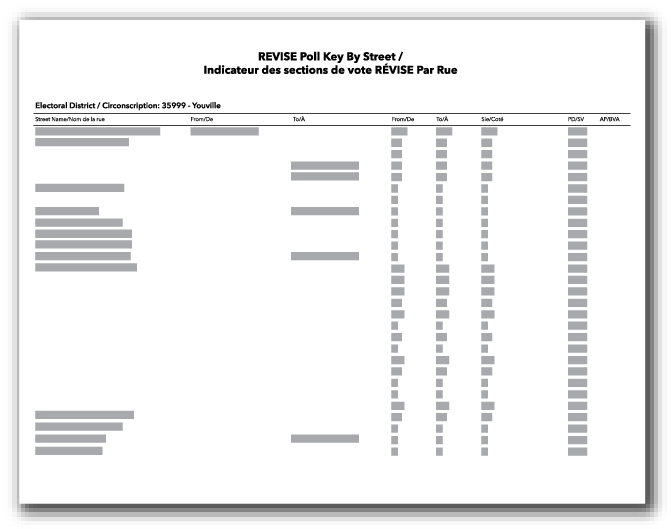 REVISE Poll Key By Street /
Indicateur des sections de vote RÉVISE Par Rue
Electoral District / Circonscription: 35999 - Youville
Street Name/Nom de la rue From/De To/À From/De To/À Sie/Coté PD/SV AP/BVA